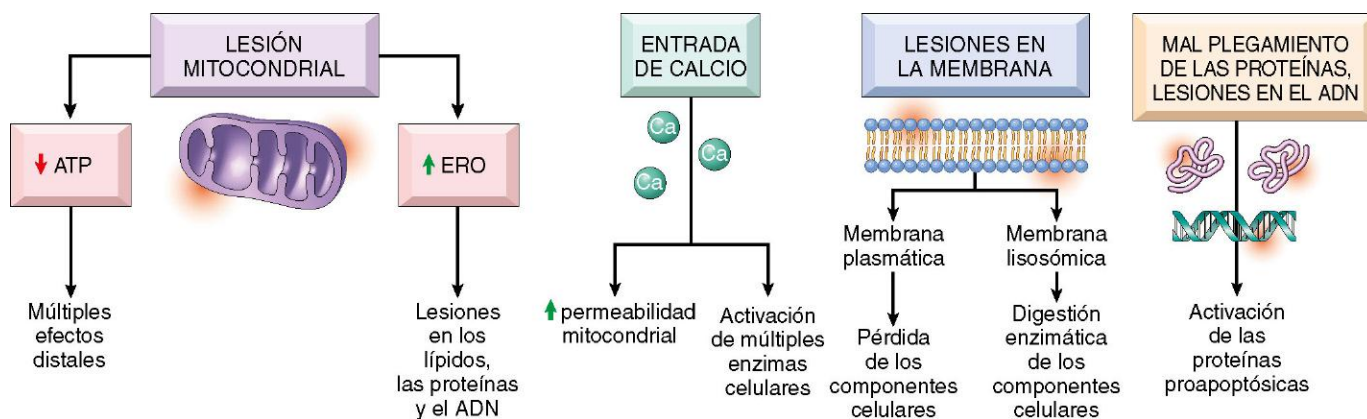 LESIÓN
MITOCONDRIAL
ATP
ERO
Múltiples
efectos
distales
Lesiones
en los
lípidos,
las proteínas
y el ADN
ENTRADA
DE CALCIO
Ca
Ca
Ca
permeabilidad
mitocondrial
Activación
de múltiples
enzimas
celulares
LESIONES EN
LA MEMBRANA
Membrana
plasmática
Pérdida
de los
componentes
celulares
Membrana
lisosómica
Digestión
enzimática
de los
componentes
celulares
MAL PLEGAMIENTO
DE LAS PROTEÍNAS,
LESIONES EN EL ADN
Activación
de las
proteínas
proapoptósicas